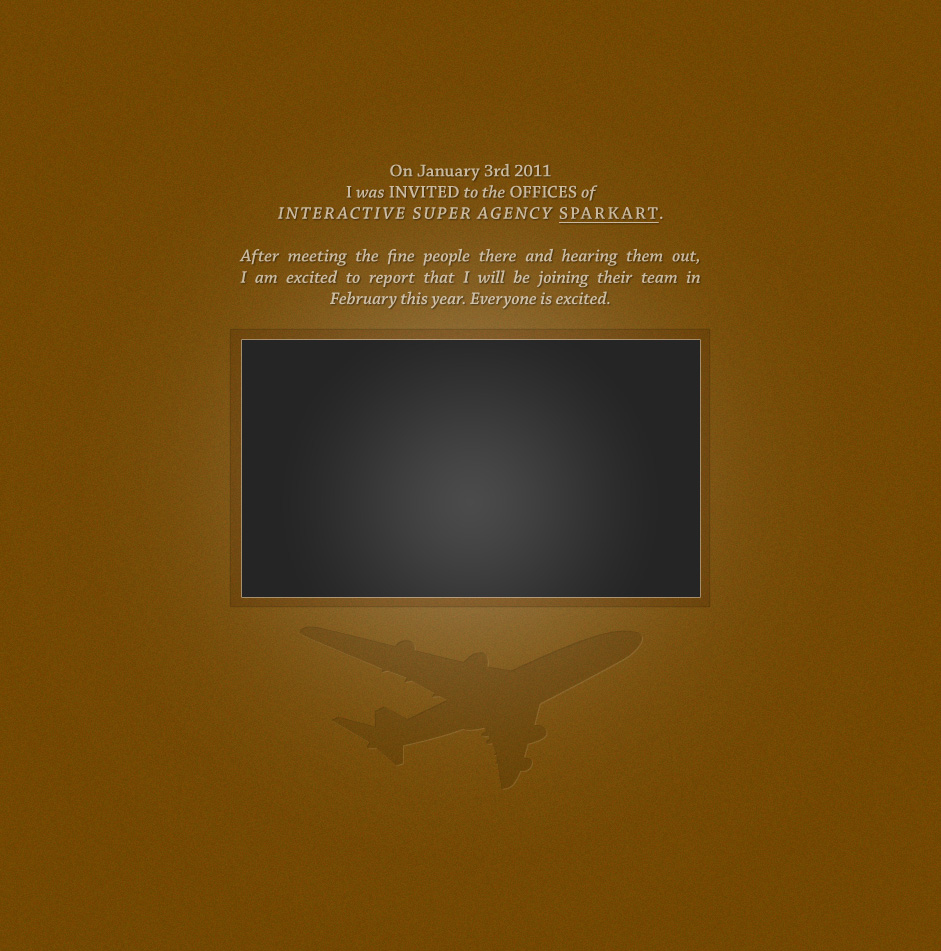 On January 3rd 2011
I was INVITED to the OFFICES of
INTERACTIVE SUPER AGENCY SPARKART.
After meeting the fine people there and hearing them out,
I am excited to report that I will be joining their team in
February this year. Everyone is excited.